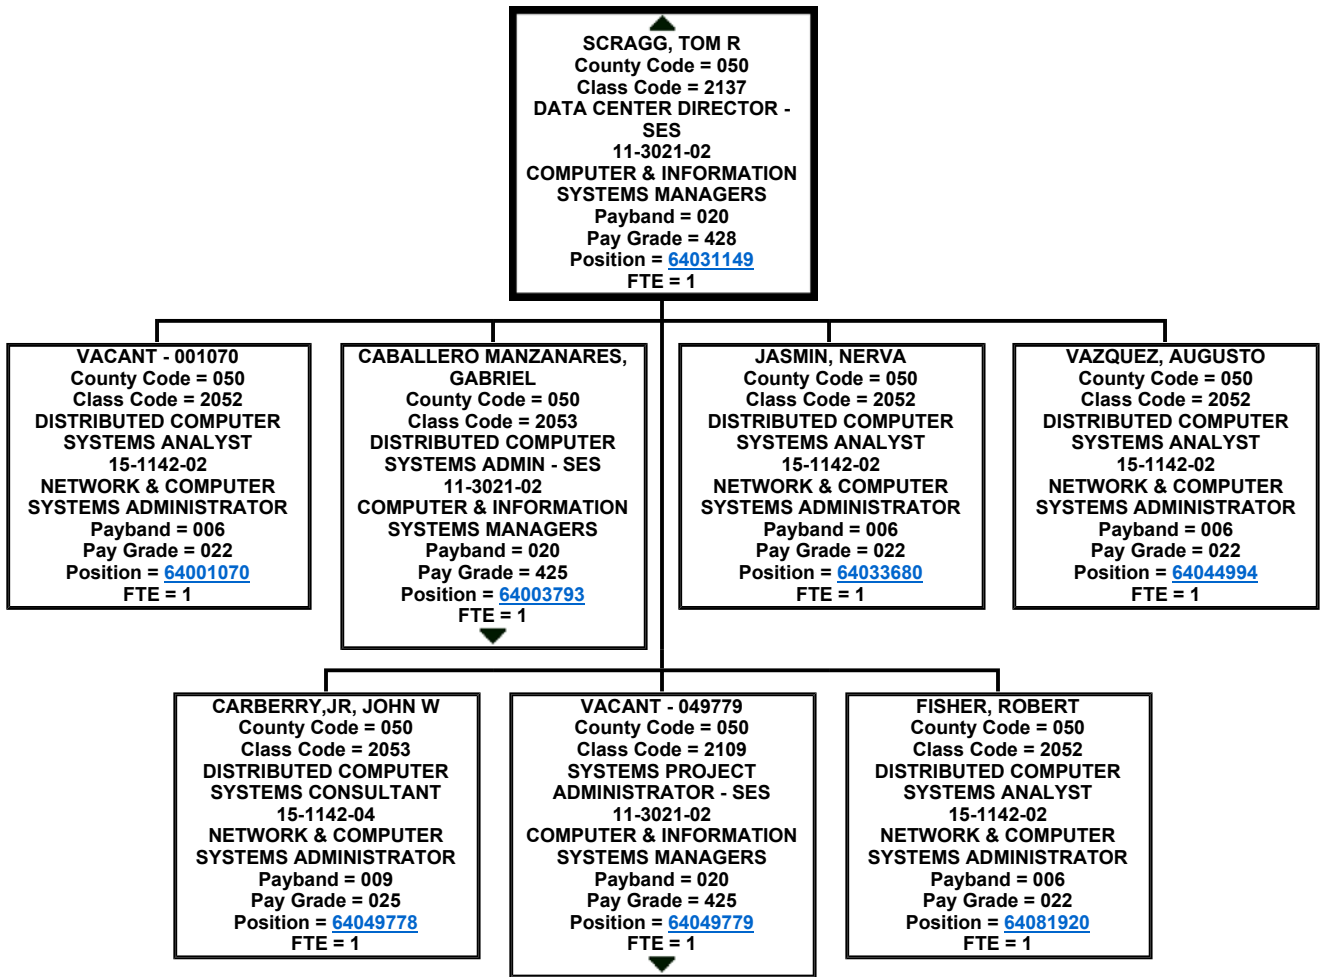 SCRAGG, TOM R
County Code = 050
Class Code = 2137
DATA CENTER DIRECTOR -
SES
11-3021-02
COMPUTER & INFORMATION
SYSTEMS MANAGERS
Payband = 020
Pay Grade = 428
Position = 64031149
FTE = 1
VACANT - 001070
County Code = 050
Class Code = 2052
DISTRIBUTED COMPUTER
SYSTEMS ANALYST
15-1142-02
NETWORK & COMPUTER
SYSTEMS ADMINISTRATOR
Payband = 006
Pay Grade = 022
Position = 64001070
FTE = 1
CABALLERO MANZANARES,
GABRIEL
County Code = 050
Class Code = 2053
DISTRIBUTED COMPUTER
SYSTEMS ADMIN - SES
11-3021-02
COMPUTER & INFORMATION
SYSTEMS MANAGERS
Payband = 020
Pay Grade = 425
Position = 64003793
FTE = 1
JASMIN, NERVA
County Code = 050
Class Code = 2052
DISTRIBUTED COMPUTER
SYSTEMS ANALYST
15-1142-02
NETWORK & COMPUTER
SYSTEMS ADMINISTRATOR
Payband = 006
Pay Grade = 022
Position = 64033680
FTE = 1
VAZQUEZ, AUGUSTO
County Code = 050
Class Code = 2052
DISTRIBUTED COMPUTER
SYSTEMS ANALYST
15-1142-02
NETWORK & COMPUTER
SYSTEMS ADMINISTRATOR
Payband = 006
Pay Grade = 022
Position = 64044994
FTE = 1
CARBERRY,JR, JOHN W
County Code = 050
Class Code = 2053
DISTRIBUTED COMPUTER
SYSTEMS CONSULTANT
15-1142-04
NETWORK & COMPUTER
SYSTEMS ADMINISTRATOR
Payband = 009
Pay Grade = 025
Position = 64049778
FTE = 1
VACANT - 049779
County Code = 050
Class Code = 2109
SYSTEMS PROJECT
ADMINISTRATOR - SES
11-3021-02
COMPUTER & INFORMATION
SYSTEMS MANAGERS
Payband = 020
Pay Grade = 425
Position = 64049779
FTE = 1
FISHER, ROBERT
County Code = 050
Class Code = 2052
DISTRIBUTED COMPUTER
SYSTEMS ANALYST
15-1142-02
NETWORK & COMPUTER
SYSTEMS ADMINISTRATOR
Payband = 006
Pay Grade = 022
Position = 64081920
FTE = 1